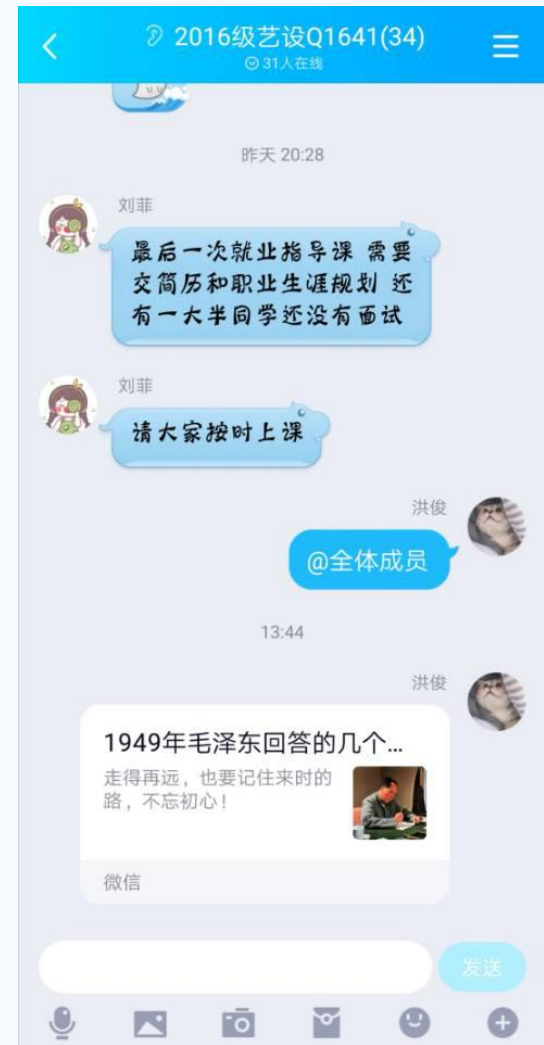 2016级艺设Q1641(34)
31人在线
昨天 20:28
刘菲
最后一次就业指导课 需要
交简历和职业生涯规划 还
有一大半同学还没有面试
刘菲
请大家按时上课
洪俊
@全体成员
13:44
洪俊
1949年毛泽东回答的几个...
走得再远，也要记住来时的
路，不忘初心！
微信
发送